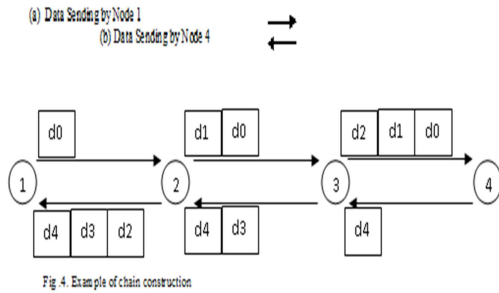 (a) Data Sending by Node 1
(b) Data Sending by Node 4
d0
d1 d0
d2 d1 d0
1
2
3
4
d4 d3 d2
d4 d3
d4
Fig .4. Example of chain construction